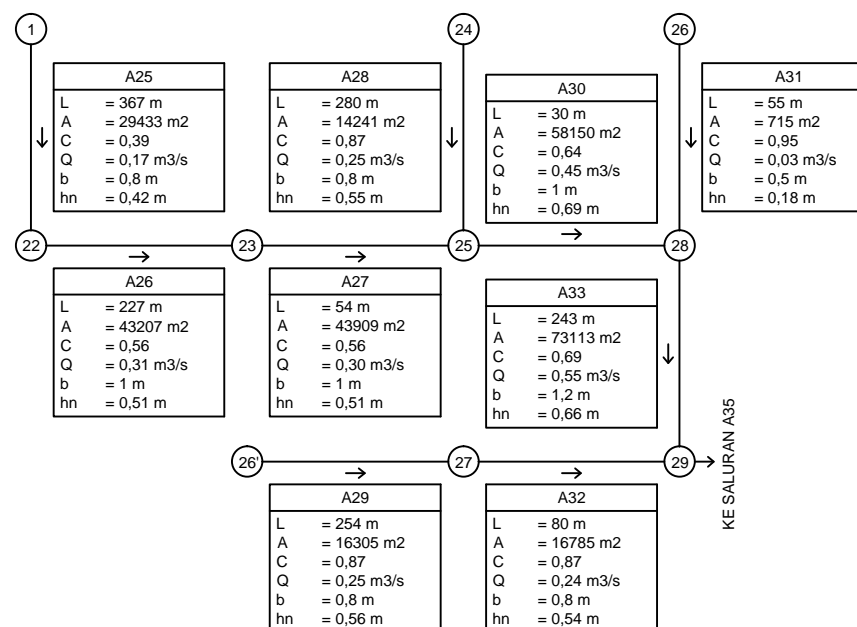 1
24
26
A25
L = 367 m
A = 29433 m2
C = 0,39
Q = 0,17 m3/s
b = 0,8 m
hn = 0,42 m
A28
L = 280 m
A = 14241 m2
C = 0,87
Q = 0,25 m3/s
b = 0,8 m
hn = 0,55 m
A30
L = 30 m
A = 58150 m2
C = 0,64
Q = 0,45 m3/s
b = 1 m
hn = 0,69 m
A31
L = 55 m
A = 715 m2
C = 0,95
Q = 0,03 m3/s
b = 0,5 m
hn = 0,18 m
22
23
25
28
A26
L = 227 m
A = 43207 m2
C = 0,56
Q = 0,31 m3/s
b = 1 m
hn = 0,51 m
A27
L = 54 m
A = 43909 m2
C = 0,56
Q = 0,30 m3/s
b = 1 m
hn = 0,51 m
A33
L = 243 m
A = 73113 m2
C = 0,69
Q = 0,55 m3/s
b = 1,2 m
hn = 0,66 m
26'
27
29
KE SALURAN A35
A29
L = 254 m
A = 16305 m2
C = 0,87
Q = 0,25 m3/s
b = 0,8 m
hn = 0,56 m
A32
L = 80 m
A = 16785 m2
C = 0,87
Q = 0,24 m3/s
b = 0,8 m
hn = 0,54 m